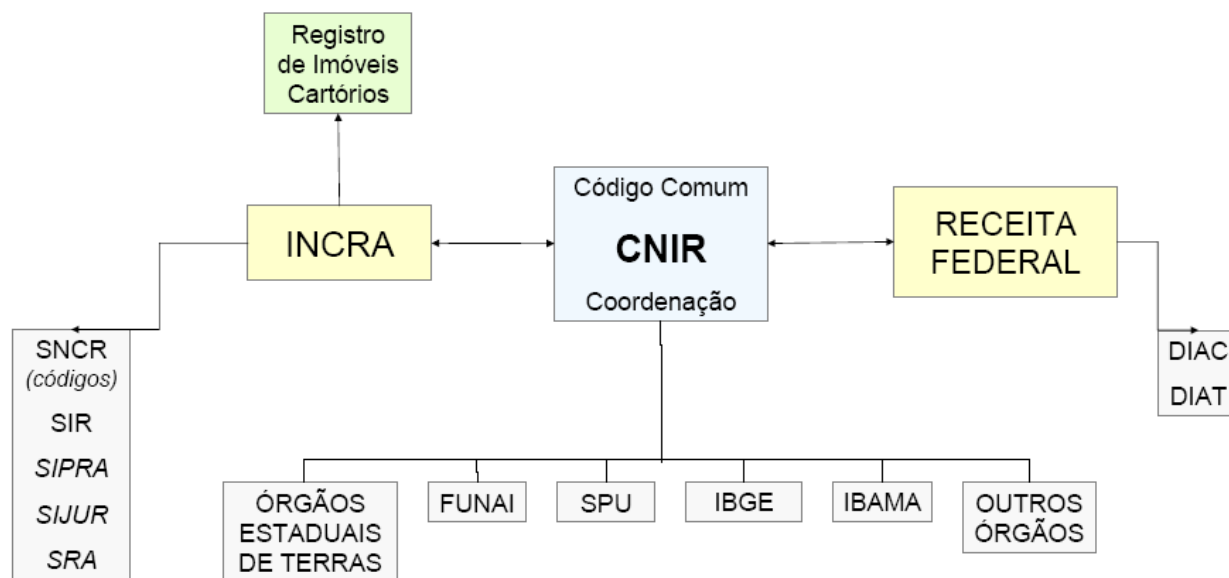 Registro
de Imóveis
Cartórios
Código Comum
CNIR
Coordenação
INCRA
RECEITA
FEDERAL
SNCR
(códigos)
SIR
SIPRA
SIJUR
SRA
DIAC
DIAT
ÓRGÃOS
ESTADUAIS
DE TERRAS
FUNAI
SPU
IBGE
IBAMA
OUTROS
ÓRGÃOS